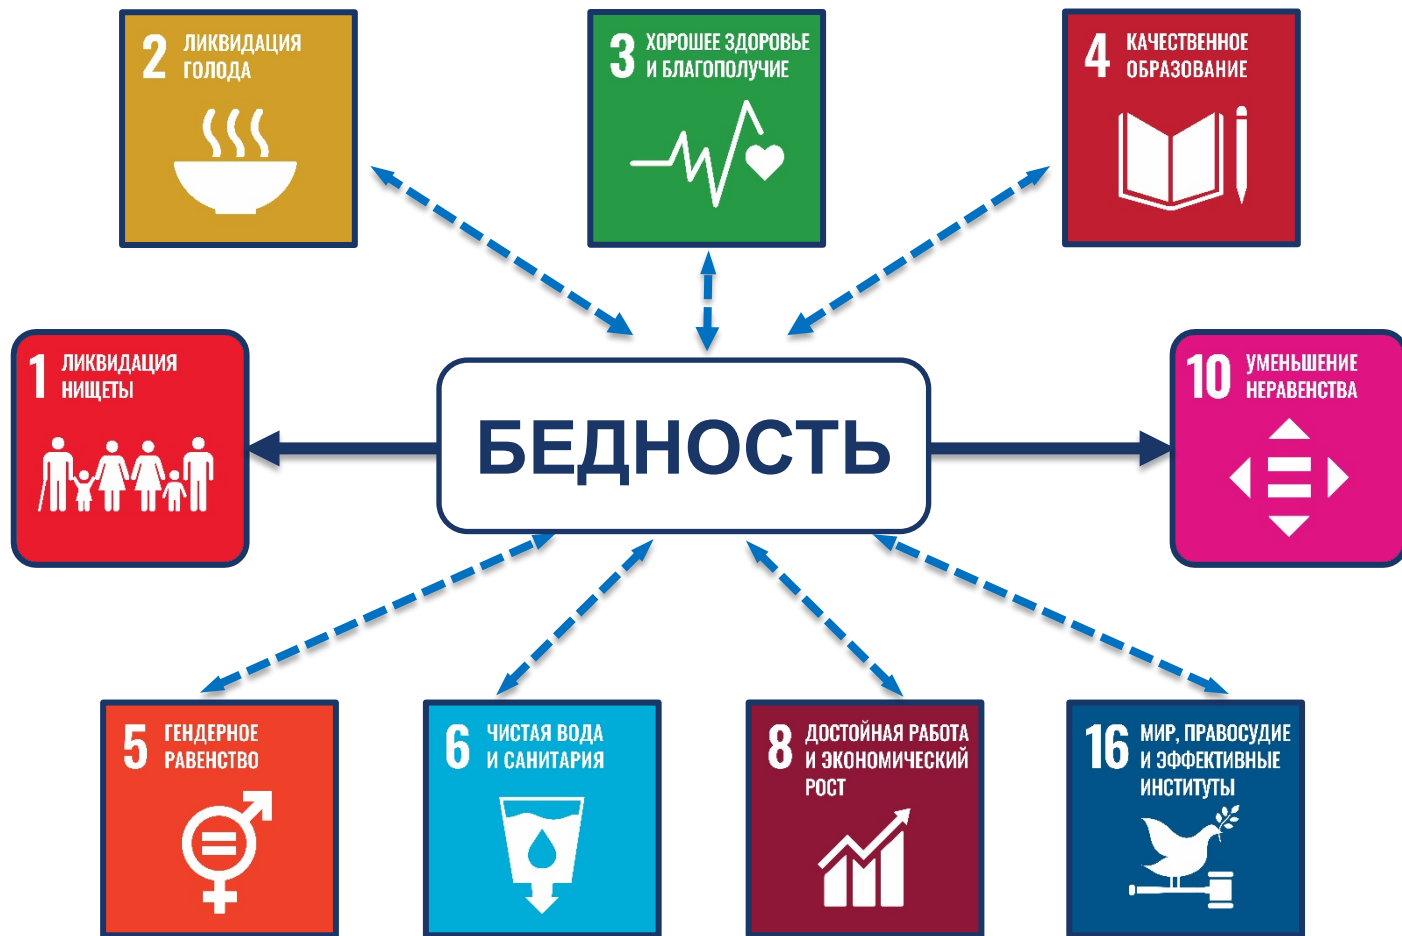 2 ЛИКВИДАЦИЯ
ГОЛОДА
3 ХОРОШЕЕ ЗДОРОВЬЕ
И БЛАГОПОЛУЧИЕ
4 КАЧЕСТВЕННОЕ
ОБРАЗОВАНИЕ
1 ЛИКВИДАЦИЯ
НИЩЕТЫ
БЕДНОСТЬ
10 УМЕНЬШЕНИЕ
НЕРАВЕНСТВА
5 ГЕНДЕРНОЕ
РАВЕНСТВО
6 ЧИСТАЯ ВОДА
И САНИТАРИЯ
8 ДОСТОЙНАЯ РАБОТА
И ЭКОНОМИЧЕСКИЙ
РОСТ
16 МИР, ПРАВОСУДИЕ
И ЭФФЕКТИВНЫЕ
ИНСТИТУТЫ